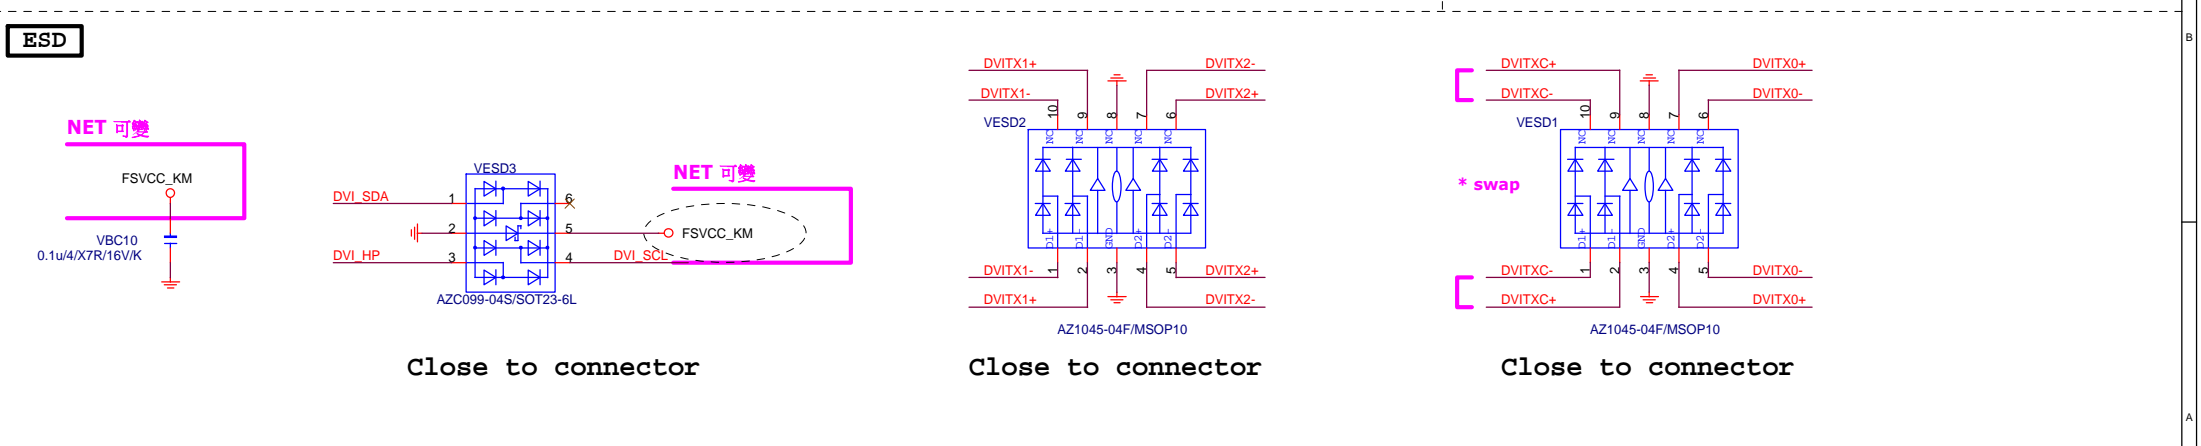 ESD
B
NET 可變
FSVCC_KM
VBC10
0.1u/4/X7R/16V/K
VESD3
DVI_SDA
1
6
2
5
FSVCC_KM
DVI_HP
3
4
DVI_SCL
AZC099-04S/SOT23-6L
NET 可變
Close to connector
DVITX1+
DVITX2-
DVITX1-
DVITX2+
VESD2
10
9
8
7
6
NC
NC
NC
NC
D1+
D1-
GND
D2+
D2-
1
2
3
4
5
DVITX1-
DVITX2+
DVITX1+
DVITX2-
AZ1045-04F/MSOP10
Close to connector
DVITXC+
DVITX0+
DVITXC-
DVITX0-
VESD1
10
9
8
7
6
NC
NC
GND
NC
NC
* swap
D1+
D1-
GND
D2+
D2-
1
2
3
4
5
DVITXC-
DVITX0-
DVITXC+
DVITX0+
AZ1045-04F/MSOP10
Close to connector
A